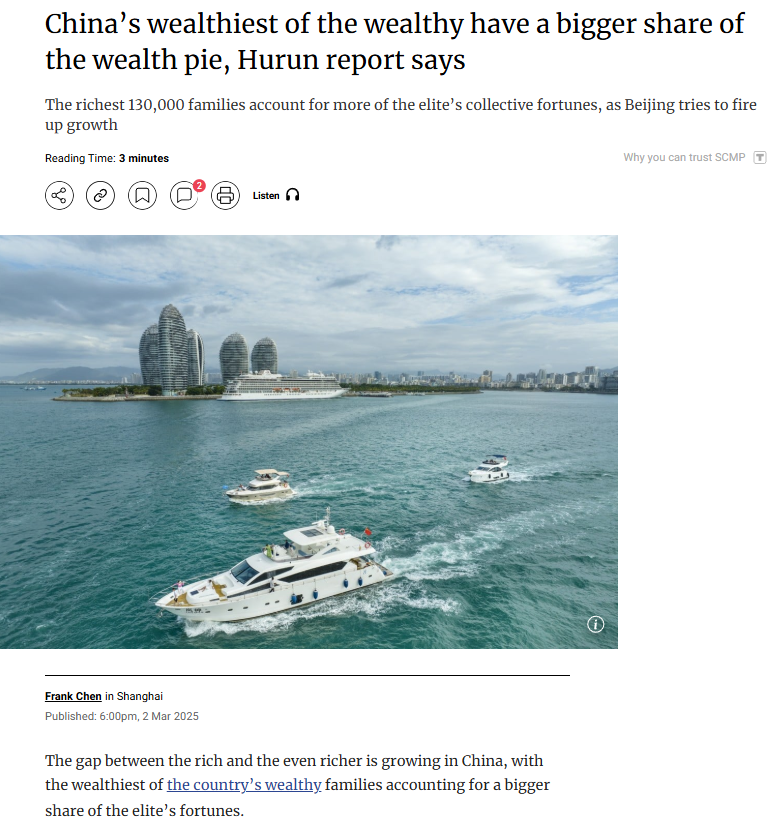 China’s wealthiest of the wealthy have a bigger share of
the wealth pie, Hurun report says
The richest 130,000 families account for more of the elite’s collective fortunes, as Beijing tries to fire
up growth
Reading Time: 3 minutes
Why you can trust SCMP
2
Listen
Frank Chen in Shanghai
Published: 6:00pm, 2 Mar 2025
The gap between the rich and the even richer is growing in China, with
the wealthiest of the country’s wealthy families accounting for a bigger
share of the elite’s fortunes.